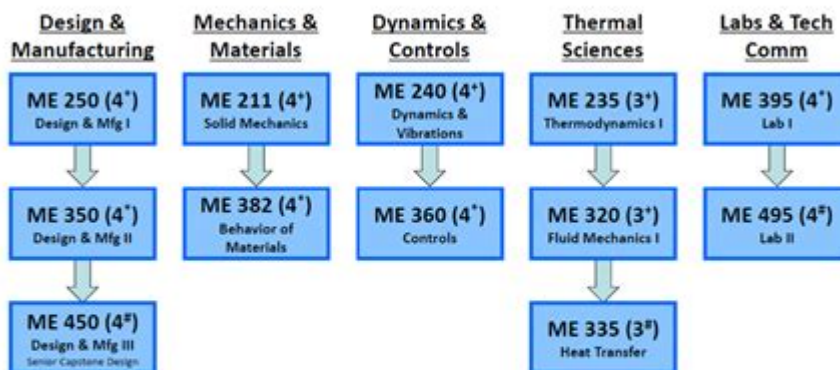 Design &
Manufacturing
Mechanics &
Materials
Dynamics &
Controls
Thermal
Sciences
Labs & Tech
Comm
ME 250 (4*)
Design & Mfg I
ME 211 (4+)
Solid Mechanics
ME 240 (4+)
Dynamics &
Vibrations
ME 235 (3+)
Thermodynamics I
ME 395 (4*)
Lab I
ME 350 (4*)
Design & Mfg II
ME 382 (4*)
Behavior of
Materials
ME 360 (4*)
Controls
ME 320 (3+)
Fluid Mechanics I
ME 495 (4#)
Lab II
ME 450 (4#)
Design & Mfg III
Senior Capstone Design
ME 335 (3#)
Heat Transfer